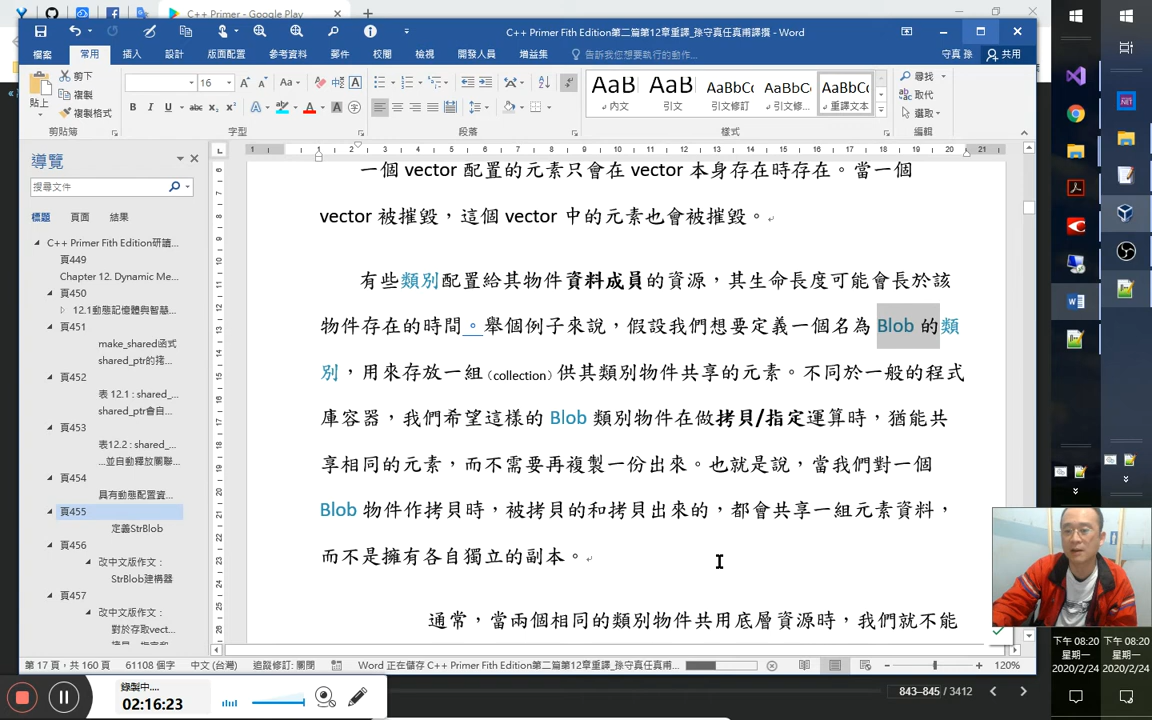 C++ Primer - Google Play
C++ Primer Fith Edition第二篇第12章重譯_孫守真任真甫譯撰 - Word
檔案
常用
插入
設計
版面配置
參考資料
郵件
校閱
檢視
開發人員
增益集
告訴我您想要執行的動作...
守真 孫
共用
貼上
剪下
複製
複製格式
剪貼簿
16
字型
段落
AaB
內文
AaB
引文
AaBbCc
引文修訂
AaBbCc
引文修...
AaBbC
重譯文本
樣式
尋找
取代
選取
編輯
導覽
搜尋文件
標題
頁面
結果
C++ Primer Fith Edition研讀...
頁449
Chapter 12. Dynamic Me...
頁450
12.1動態記憶體與智慧...
頁451
make_shared函式
shared_ptr的拷...
頁452
表 12.1 : shared_...
shared_ptr會自...
頁453
表12.2 : shared_...
...並自動釋放關聯...
頁454
具有動態配置資...
頁455
定義StrBlob
頁456
改中文版作文：
StrBlob建構器
頁457
改中文版作文：
對於存取vect...
一個 vector 配置的元素只會在 vector 本身存在時存在。當一個
vector 被摧毀，這個 vector 中的元素也會被摧毀。
有些類別配置給其物件資料成員的資源，其生命長度可能會長於該
物件存在的時間。舉個例子來說，假設我們想要定義一個名為 Blob 的類
別，用來存放一組（collection）供其類別物件共享的元素。不同於一般的程式
庫容器，我們希望這樣的 Blob 類別物件在做拷貝/指定運算時，猶能共
享相同的元素，而不需要再複製一份出來。也就是說，當我們對一個
Blob 物件作拷貝時，被拷貝的和拷貝出來的，都會共享一組元素資料，
而不是擁有各自獨立的副本。
通常，當兩個相同的類別物件共用底層資源時，我們就不能
第 17 頁，共 160 頁
61108 個字
中文 (台灣)
追蹤修訂: 關閉
Word 正在儲存 C++ Primer Fith Edition第二篇第12章重譯_孫守真任真甫譯...
120%
錄製中....
02:16:23
843–845 / 3412
下午 08:20
星期一
2020/2/24
下午 08:20
星期一
2020/2/24